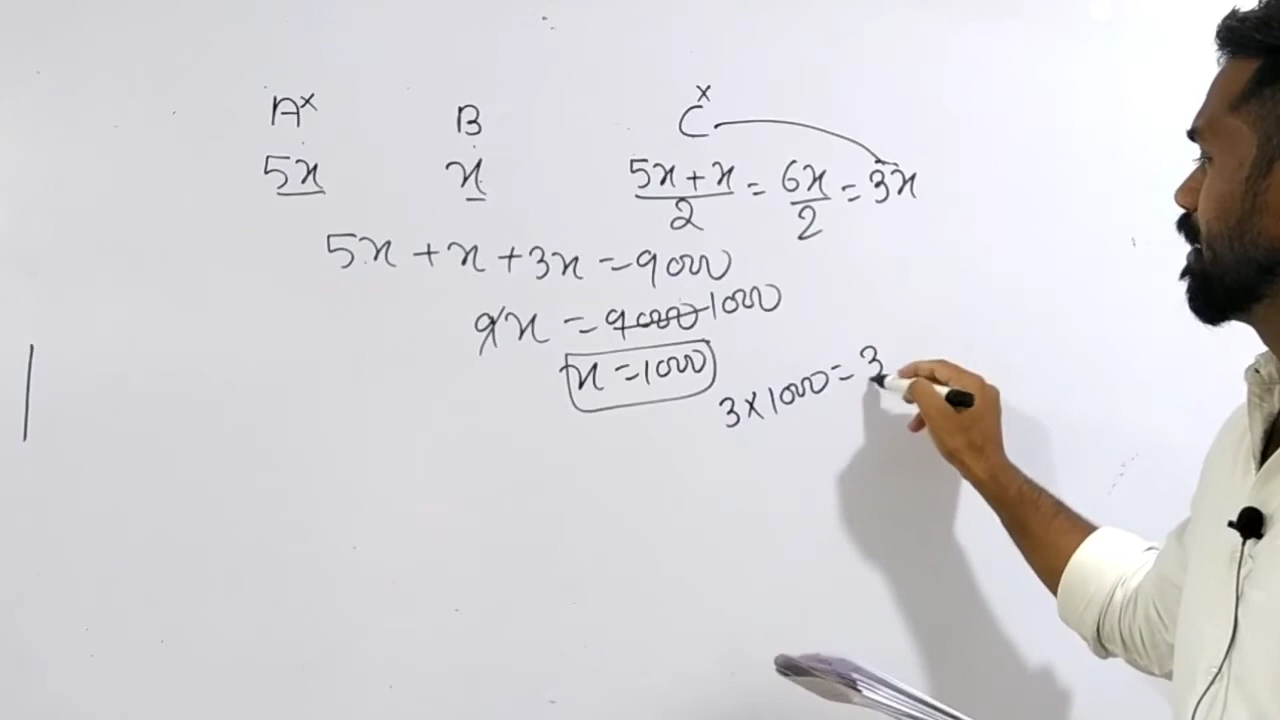 A× B C×
5x x 5x+x/2 = 6x/2 = 3x
5x + x + 3x = 9000
9x = 9000 1000
x = 1000
3×1000 = 3